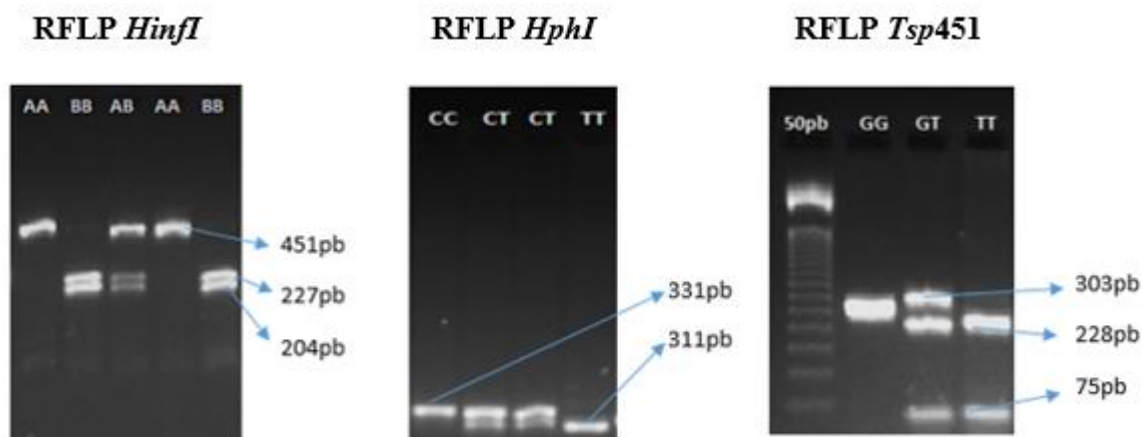 RFLP HinfI
RFLP HphI
RFLP Tsp451
AA BB AB AA BB
451pb
227pb
204pb
CC CT CT TT
331pb
311pb
50pb GG GT TT
303pb
228pb
75pb